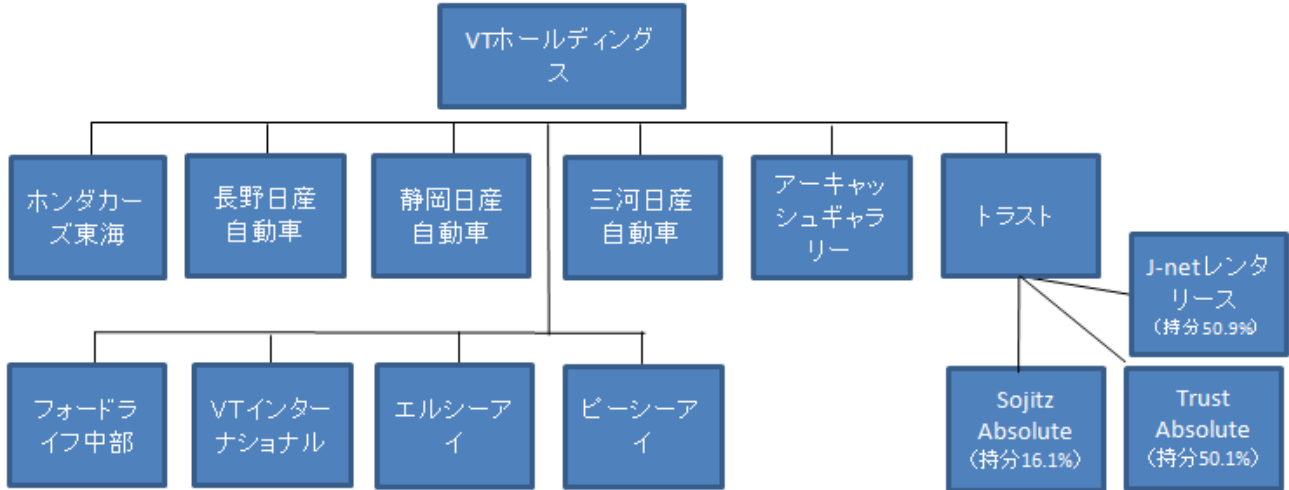 VTホールディング
ス
ホンダカー
ズ東海
長野日産
自動車
静岡日産
自動車
三河日産
自動車
アーキャッ
シュギャラ
リー
トラスト
J-netレンタ
リース
（持分50.9%）
フォードラ
イフ中部
VTインター
ナショナル
エルシーア
イ
ピーシーア
イ
Sojitz
Absolute
（持分16.1%）
Trust
Absolute
（持分50.1%）